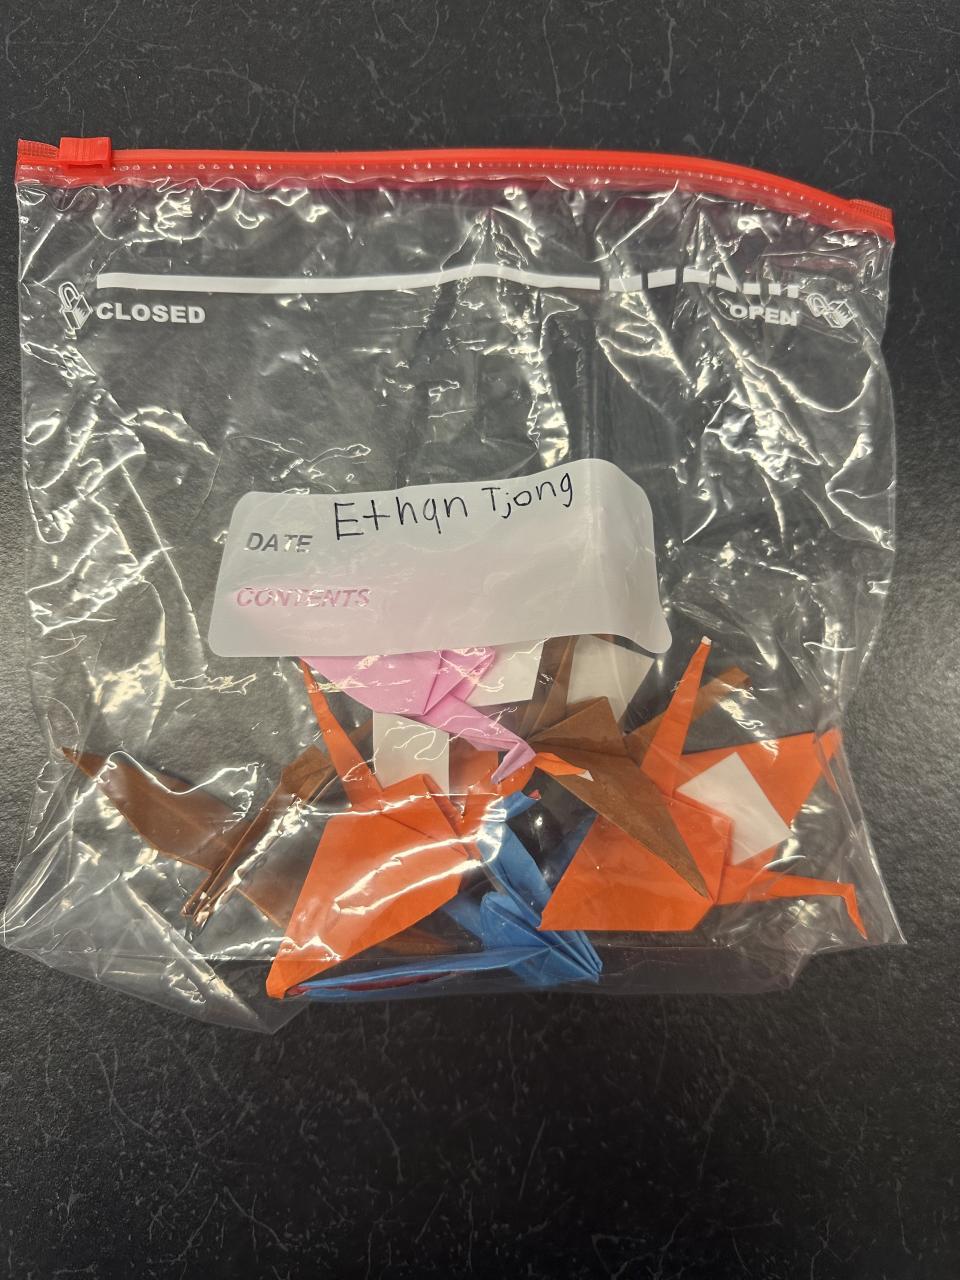 CLOSED
OPEN
DATE Ethan Tjong
CONTENTS